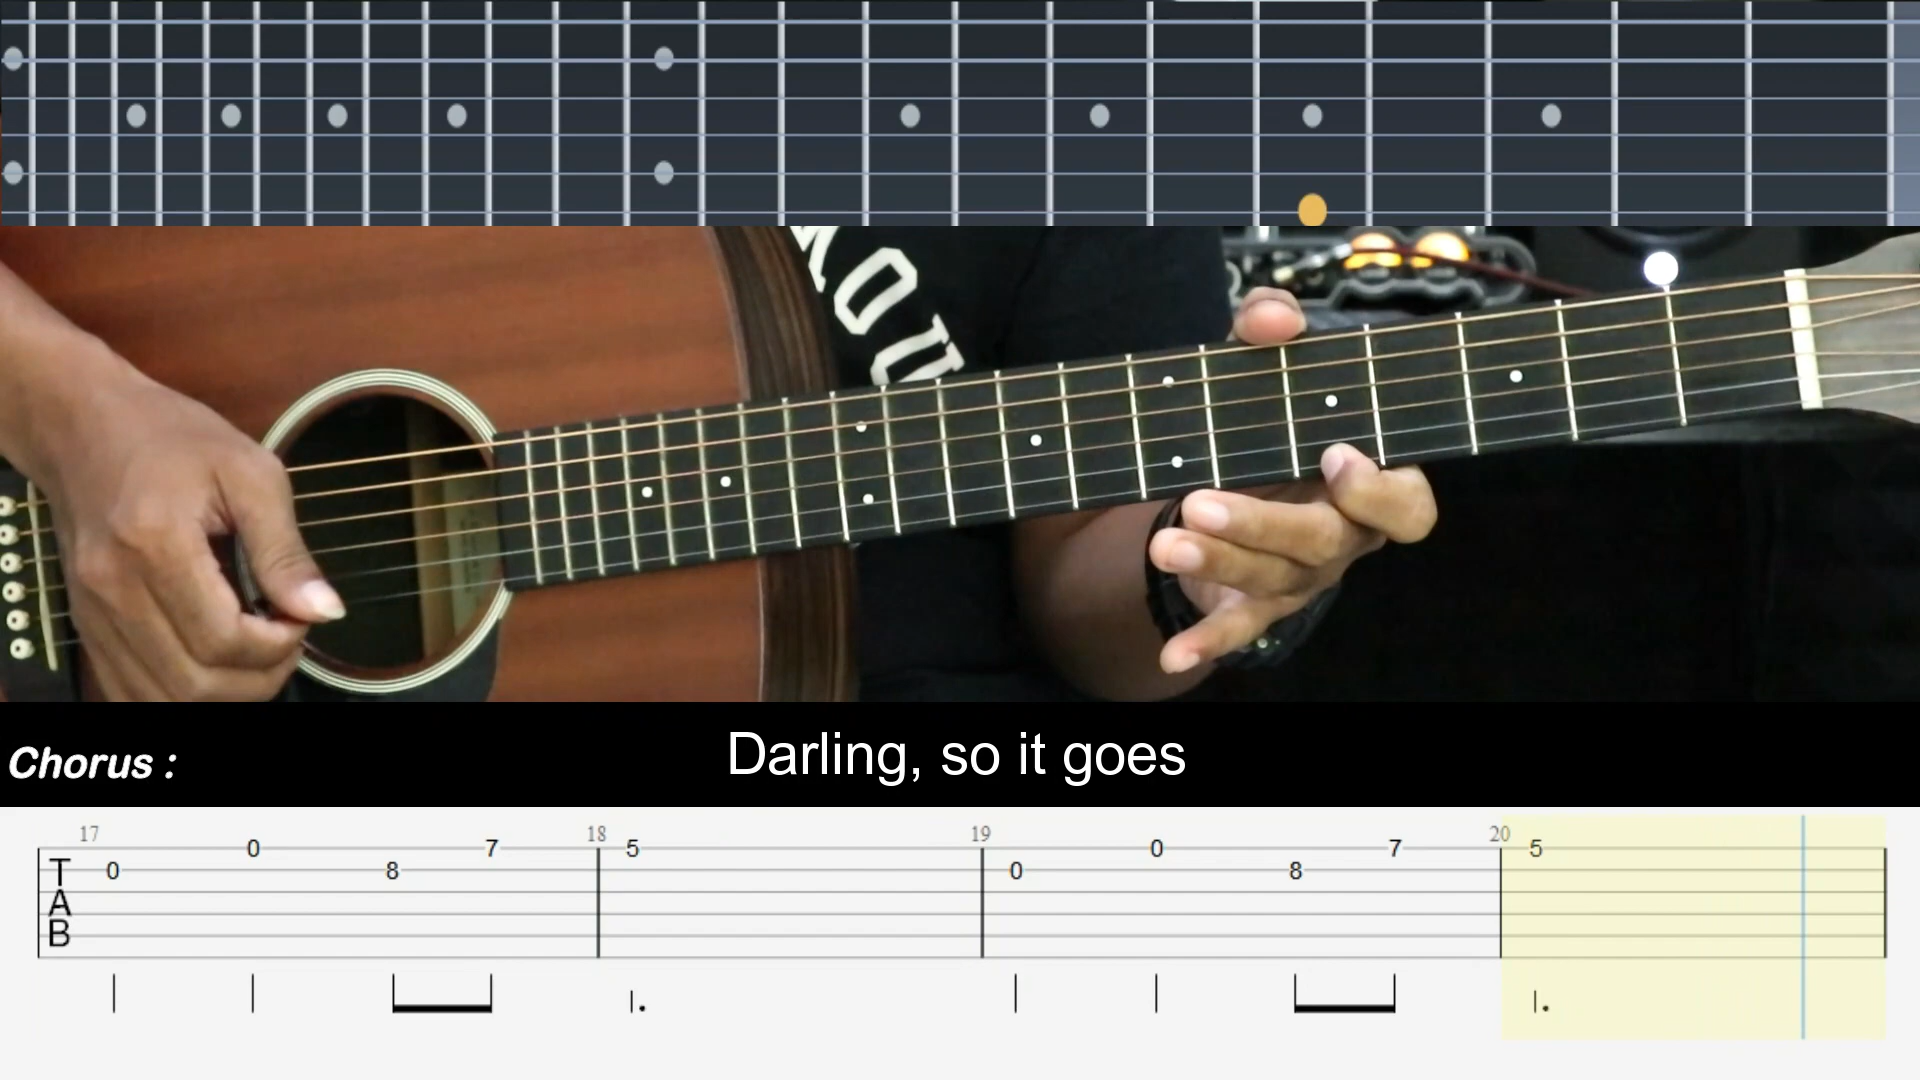 KOU
Chorus :
Darling, so it goes
17 18 19 20
0 7 5 0 7 5
T 0 8 0 8
A
B